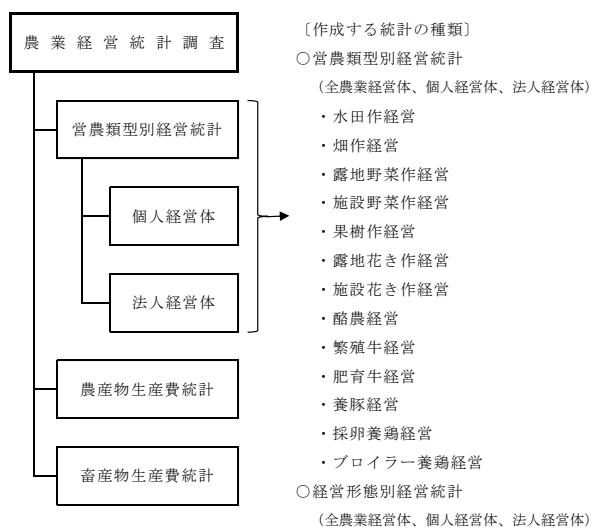 農業経営統計調査
営農類型別経営統計
個人経営体
法人経営体
農産物生産費統計
畜産物生産費統計
〔作成する統計の種類〕
○営農類型別経営統計
（全農業経営体、個人経営体、法人経営体）
・水田作経営
・畑作経営
・露地野菜作経営
・施設野菜作経営
・果樹作経営
・露地花き作経営
・施設花き作経営
・酪農経営
・繁殖牛経営
・肥育牛経営
・養豚経営
・採卵養鶏経営
・ブロイラー養鶏経営
○経営形態別経営統計
（全農業経営体、個人経営体、法人経営体）